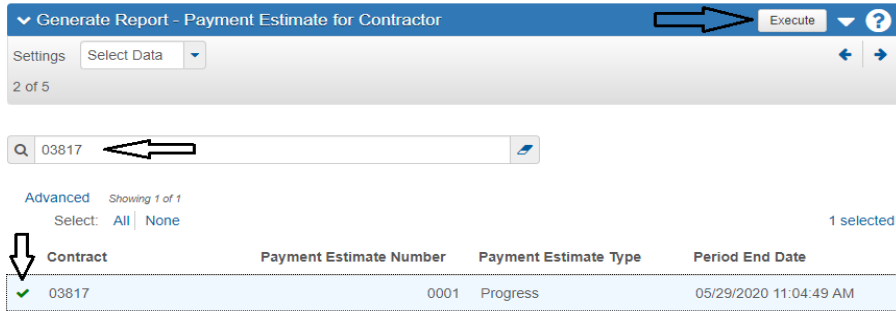 Generate Report - Payment Estimate for Contractor Execute ?
Settings Select Data
2 of 5
03817
Advanced Showing 1 of 1
Select: All None 1 selected
Contract Payment Estimate Number Payment Estimate Type Period End Date
03817 0001 Progress 05/29/2020 11:04:49 AM